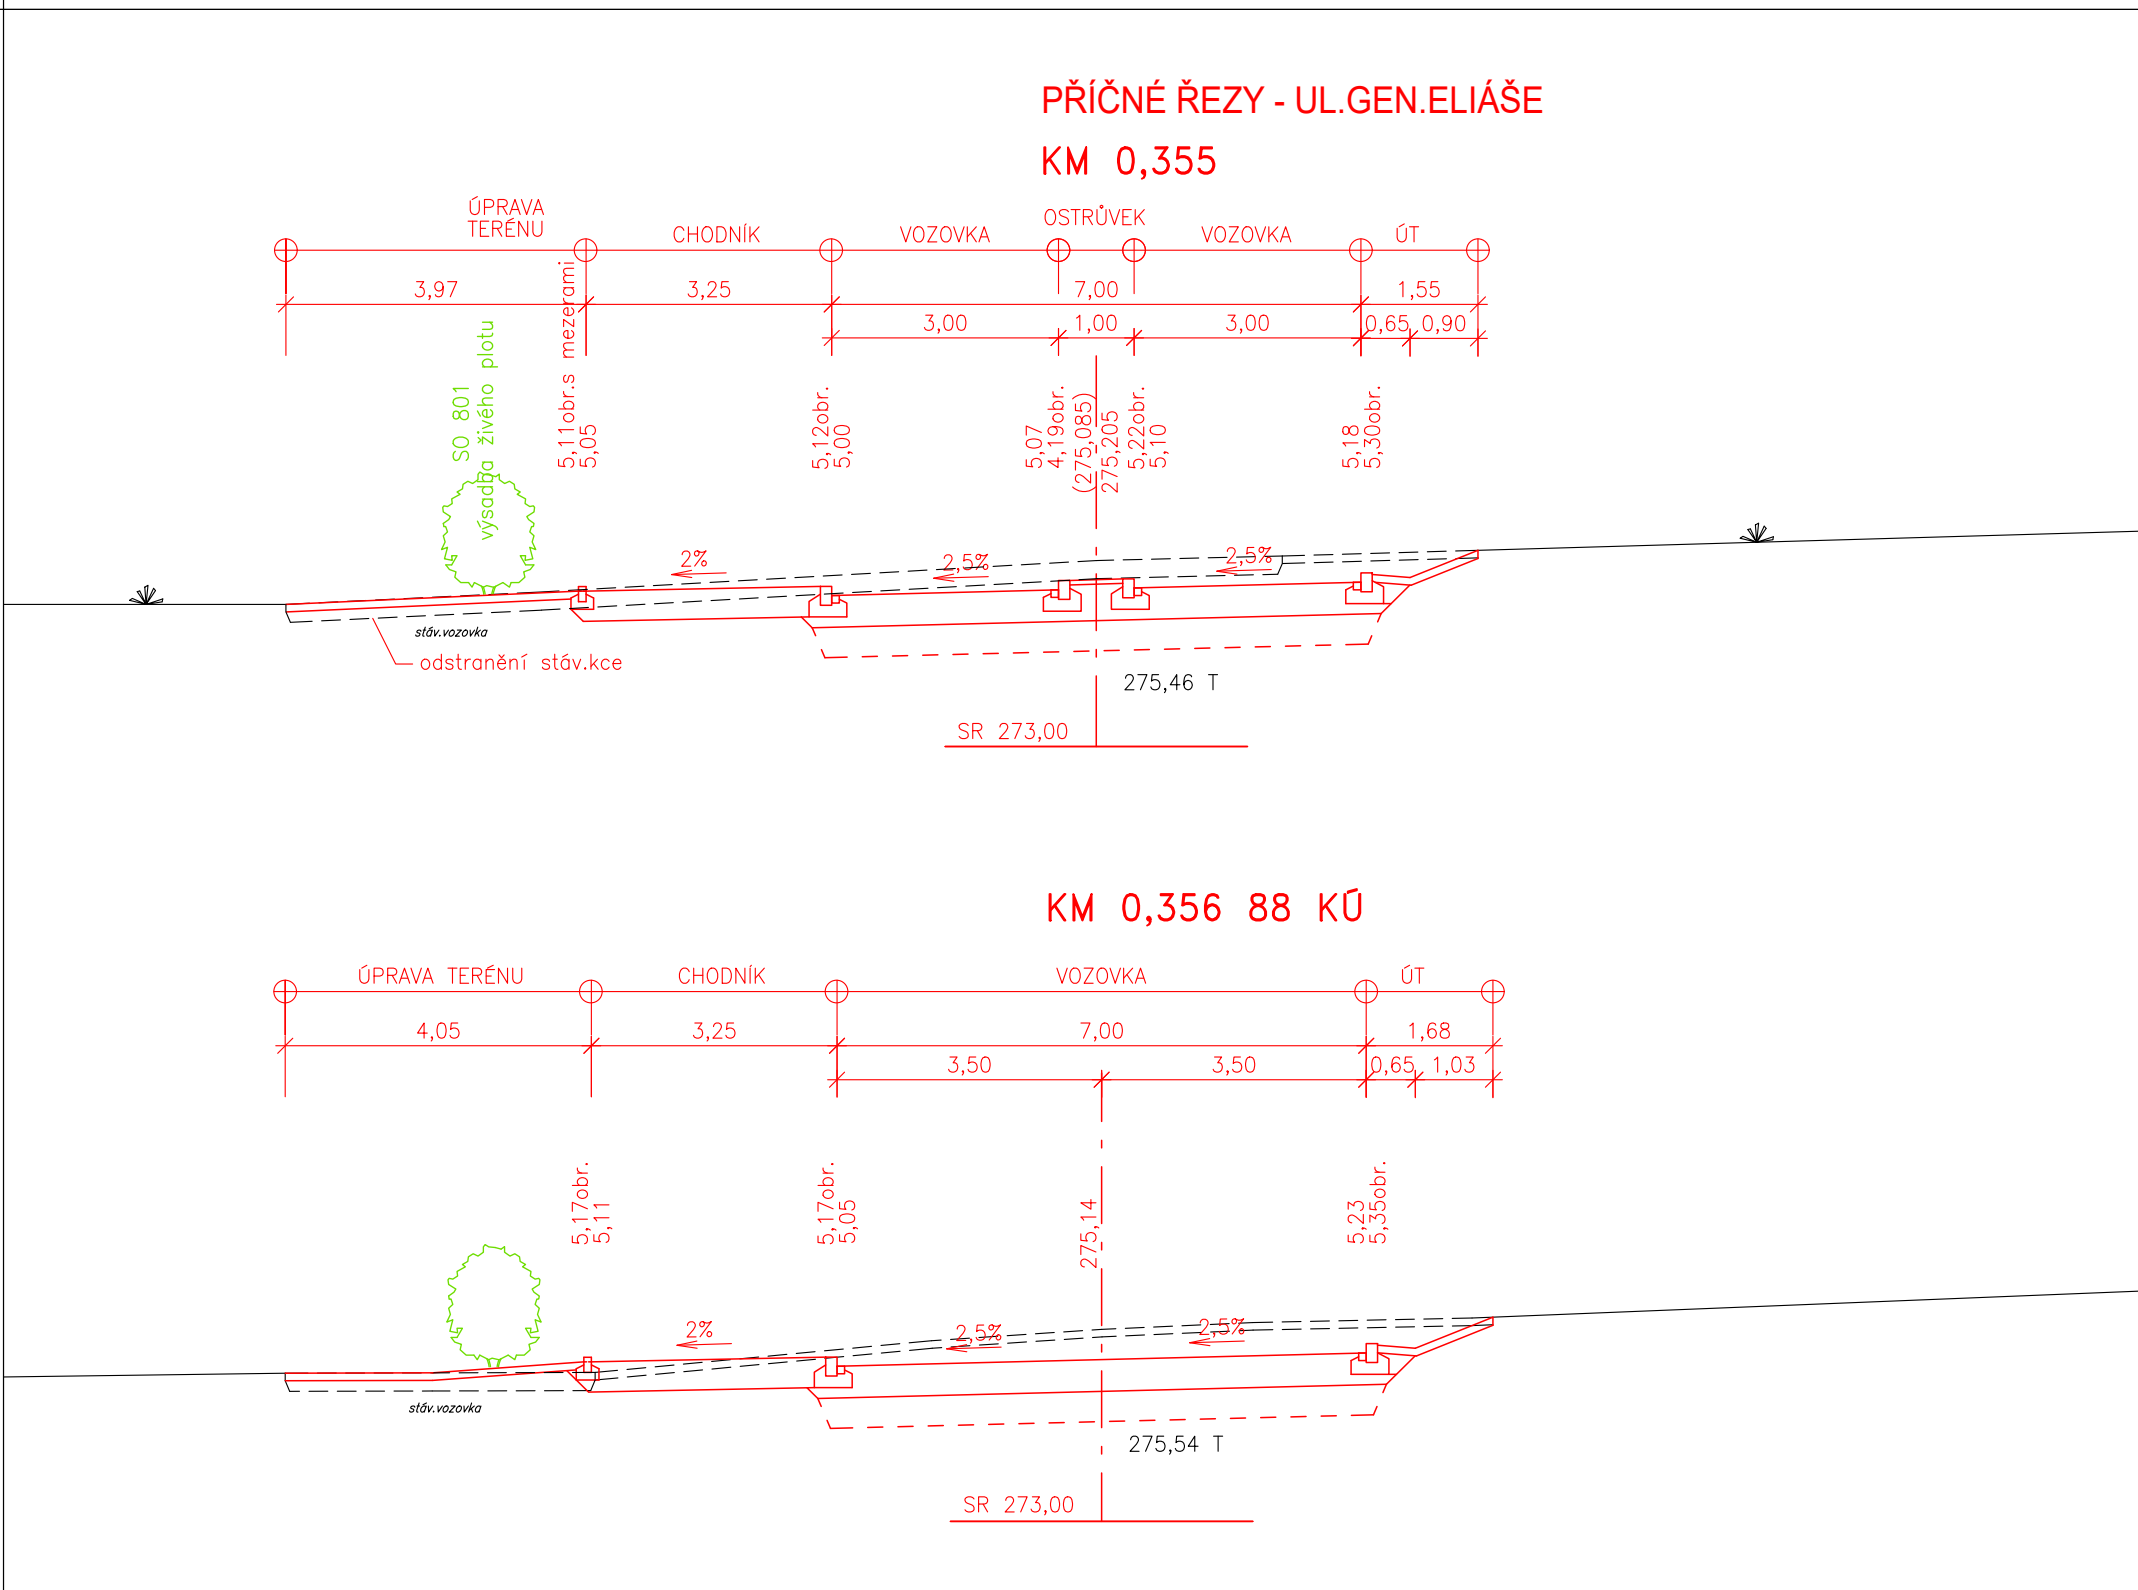 PŘÍČNÉ ŘEZY - UL.GEN.ELIÁŠE
KM 0,355
ÚPRAVA
TERÉNU
CHODNÍK
VOZOVKA
OSTRŮVEK
VOZOVKA
ÚT
3,97
3,25
7,00
1,55
3,00
1,00
3,00
0,65
0,90
SO 801
výsadba živého plotu
5,11obr.s mezerami
5,05
5,12obr.
5,00
5,07
4,19obr.
(275,085)
275,205
5,22obr.
5,10
5,18
5,30obr.
2%
2,5%
2,5%
stáv.vozovka
odstranění stáv.kce
275,46 T
SR 273,00
KM 0,356 88 KÚ
ÚPRAVA TERÉNU
CHODNÍK
VOZOVKA
ÚT
4,05
3,25
7,00
1,68
3,50
3,50
0,65
1,03
5,17obr.
5,11
5,17obr.
5,05
275,14
5,23
5,35obr.
2%
2,5%
2,5%
stáv.vozovka
275,54 T
SR 273,00